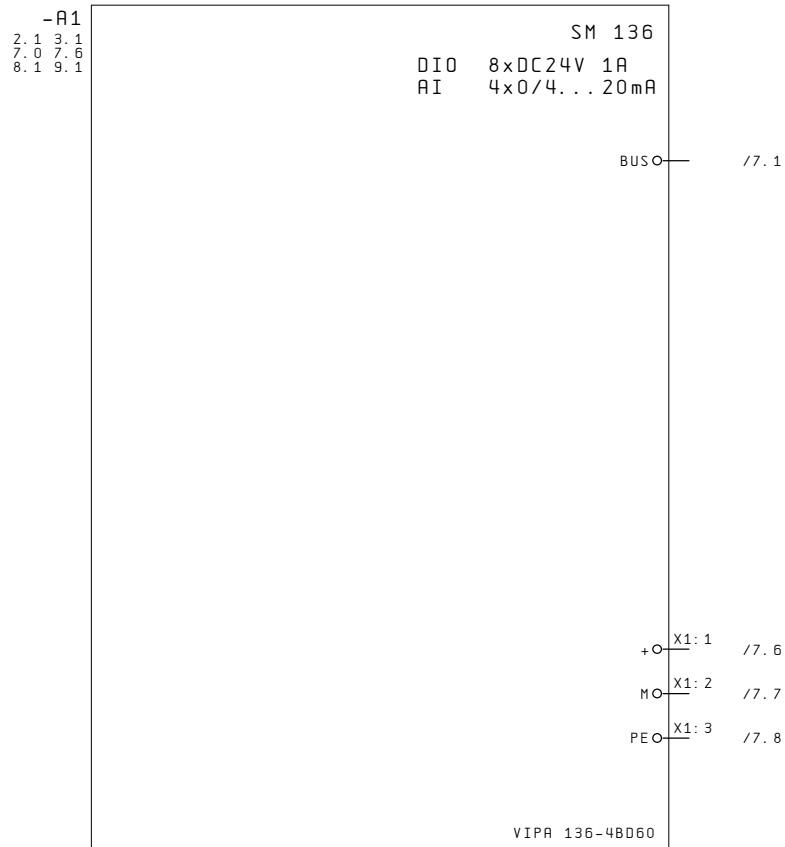 -A1
2.1 3.1
7.0 7.6
8.1 9.1
SM 136
DIO 8xDC24V 1A
AI 4x0/4...20mA
BUS /7.1
+ X1:1 /7.6
M X1:2 /7.7
PE X1:3 /7.8
VIPA 136-4BD60